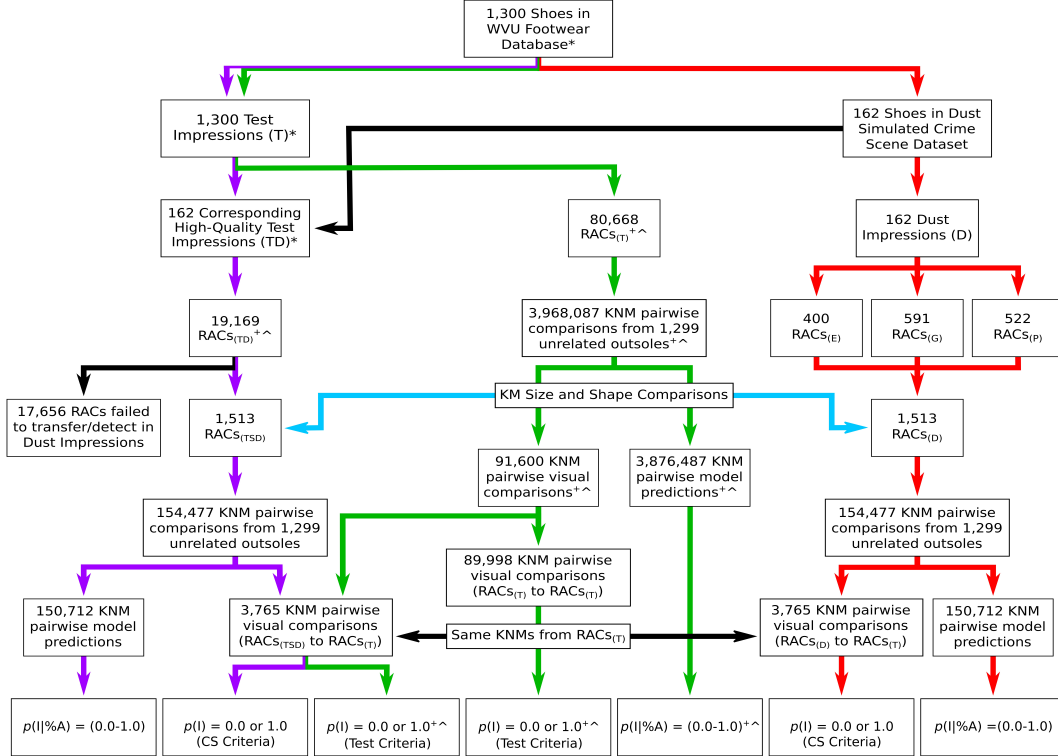 1,300 Shoes in
WVU Footwear
Database*
1,300 Test
Impressions (T)*
162 Shoes in Dust
Simulated Crime
Scene Dataset
162 Corresponding
High-Quality Test
Impressions (TD)*
80,668
RACs(T)+^
162 Dust
Impressions (D)
19,169
RACs(TD)+^
3,968,087 KNM pairwise
comparisons from 1,299
unrelated outsoles+^
400
RACs(E)
591
RACs(G)
522
RACs(P)
17,656 RACs failed
to transfer/detect in
Dust Impressions
1,513
RACs(TSD)
KM Size and Shape Comparisons
1,513
RACs(D)
91,600 KNM
pairwise visual
comparisons+^
3,876,487 KNM
pairwise model
predictions+^
154,477 KNM pairwise
comparisons from 1,299
unrelated outsoles
154,477 KNM pairwise
comparisons from 1,299
unrelated outsoles
89,998 KNM pairwise
visual comparisons
(RACs(T) to RACs(T))
150,712 KNM
pairwise model
predictions
3,765 KNM pairwise
visual comparisons
(RACs(TSD) to RACs(T))
Same KNMs from RACs(T)
3,765 KNM pairwise
visual comparisons
(RACs(D) to RACs(T))
150,712 KNM
pairwise model
predictions
p(I|%A) = (0.0-1.0)
p(I) = 0.0 or 1.0
(CS Criteria)
p(I) = 0.0 or 1.0+^
(Test Criteria)
p(I) = 0.0 or 1.0+^
(Test Criteria)
p(I|%A) = (0.0-1.0)+^
p(I) = 0.0 or 1.0
(CS Criteria)
p(I|%A) =(0.0-1.0)